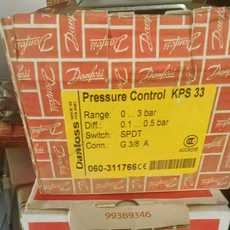 Danfoss
Pressure Control KPS 33
Range: 0 ... 3 bar
Diff.: 0.1 ... 0.5 bar
Switch: SPDT
Conn.: G 3/8 A
060-311766 CE
99369346